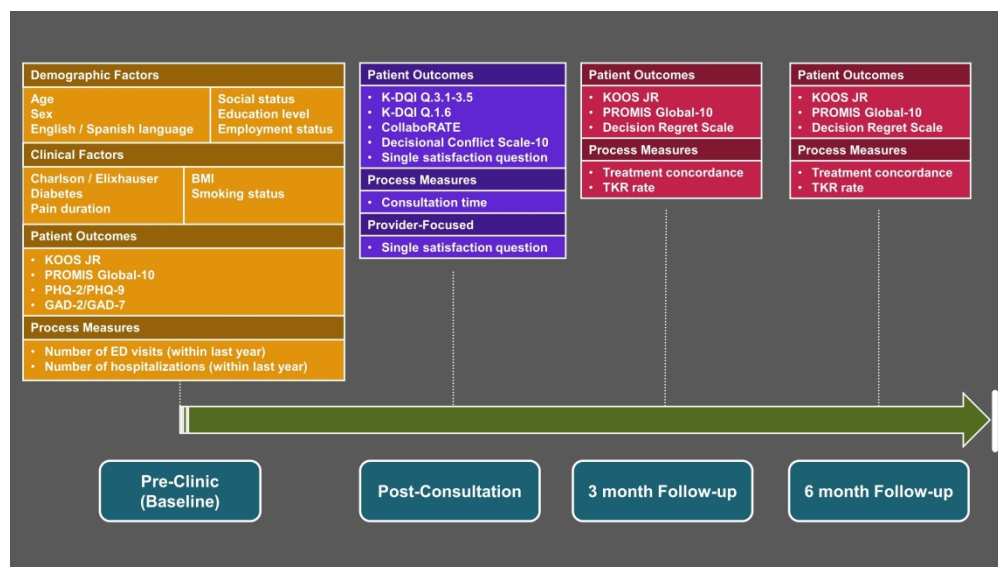 Demographic Factors
Age
Sex
English / Spanish language
Social status
Education level
Employment status
Clinical Factors
Charlson / Elixhauser
Diabetes
Pain duration
BMI
Smoking status
Patient Outcomes
• KOOS JR
• PROMIS Global-10
• PHQ-2/PHQ-9
• GAD-2/GAD-7
Process Measures
• Number of ED visits (within last year)
• Number of hospitalizations (within last year)
Patient Outcomes
• K-DQI Q.3.1-3.5
• K-DQI Q.1.6
• CollaboRATE
• Decisional Conflict Scale-10
• Single satisfaction question
Process Measures
• Consultation time
Provider-Focused
• Single satisfaction question
Patient Outcomes
• KOOS JR
• PROMIS Global-10
• Decision Regret Scale
Process Measures
• Treatment concordance
• TKR rate
Patient Outcomes
• KOOS JR
• PROMIS Global-10
• Decision Regret Scale
Process Measures
• Treatment concordance
• TKR rate
Pre-Clinic
(Baseline)
Post-Consultation
3 month Follow-up
6 month Follow-up